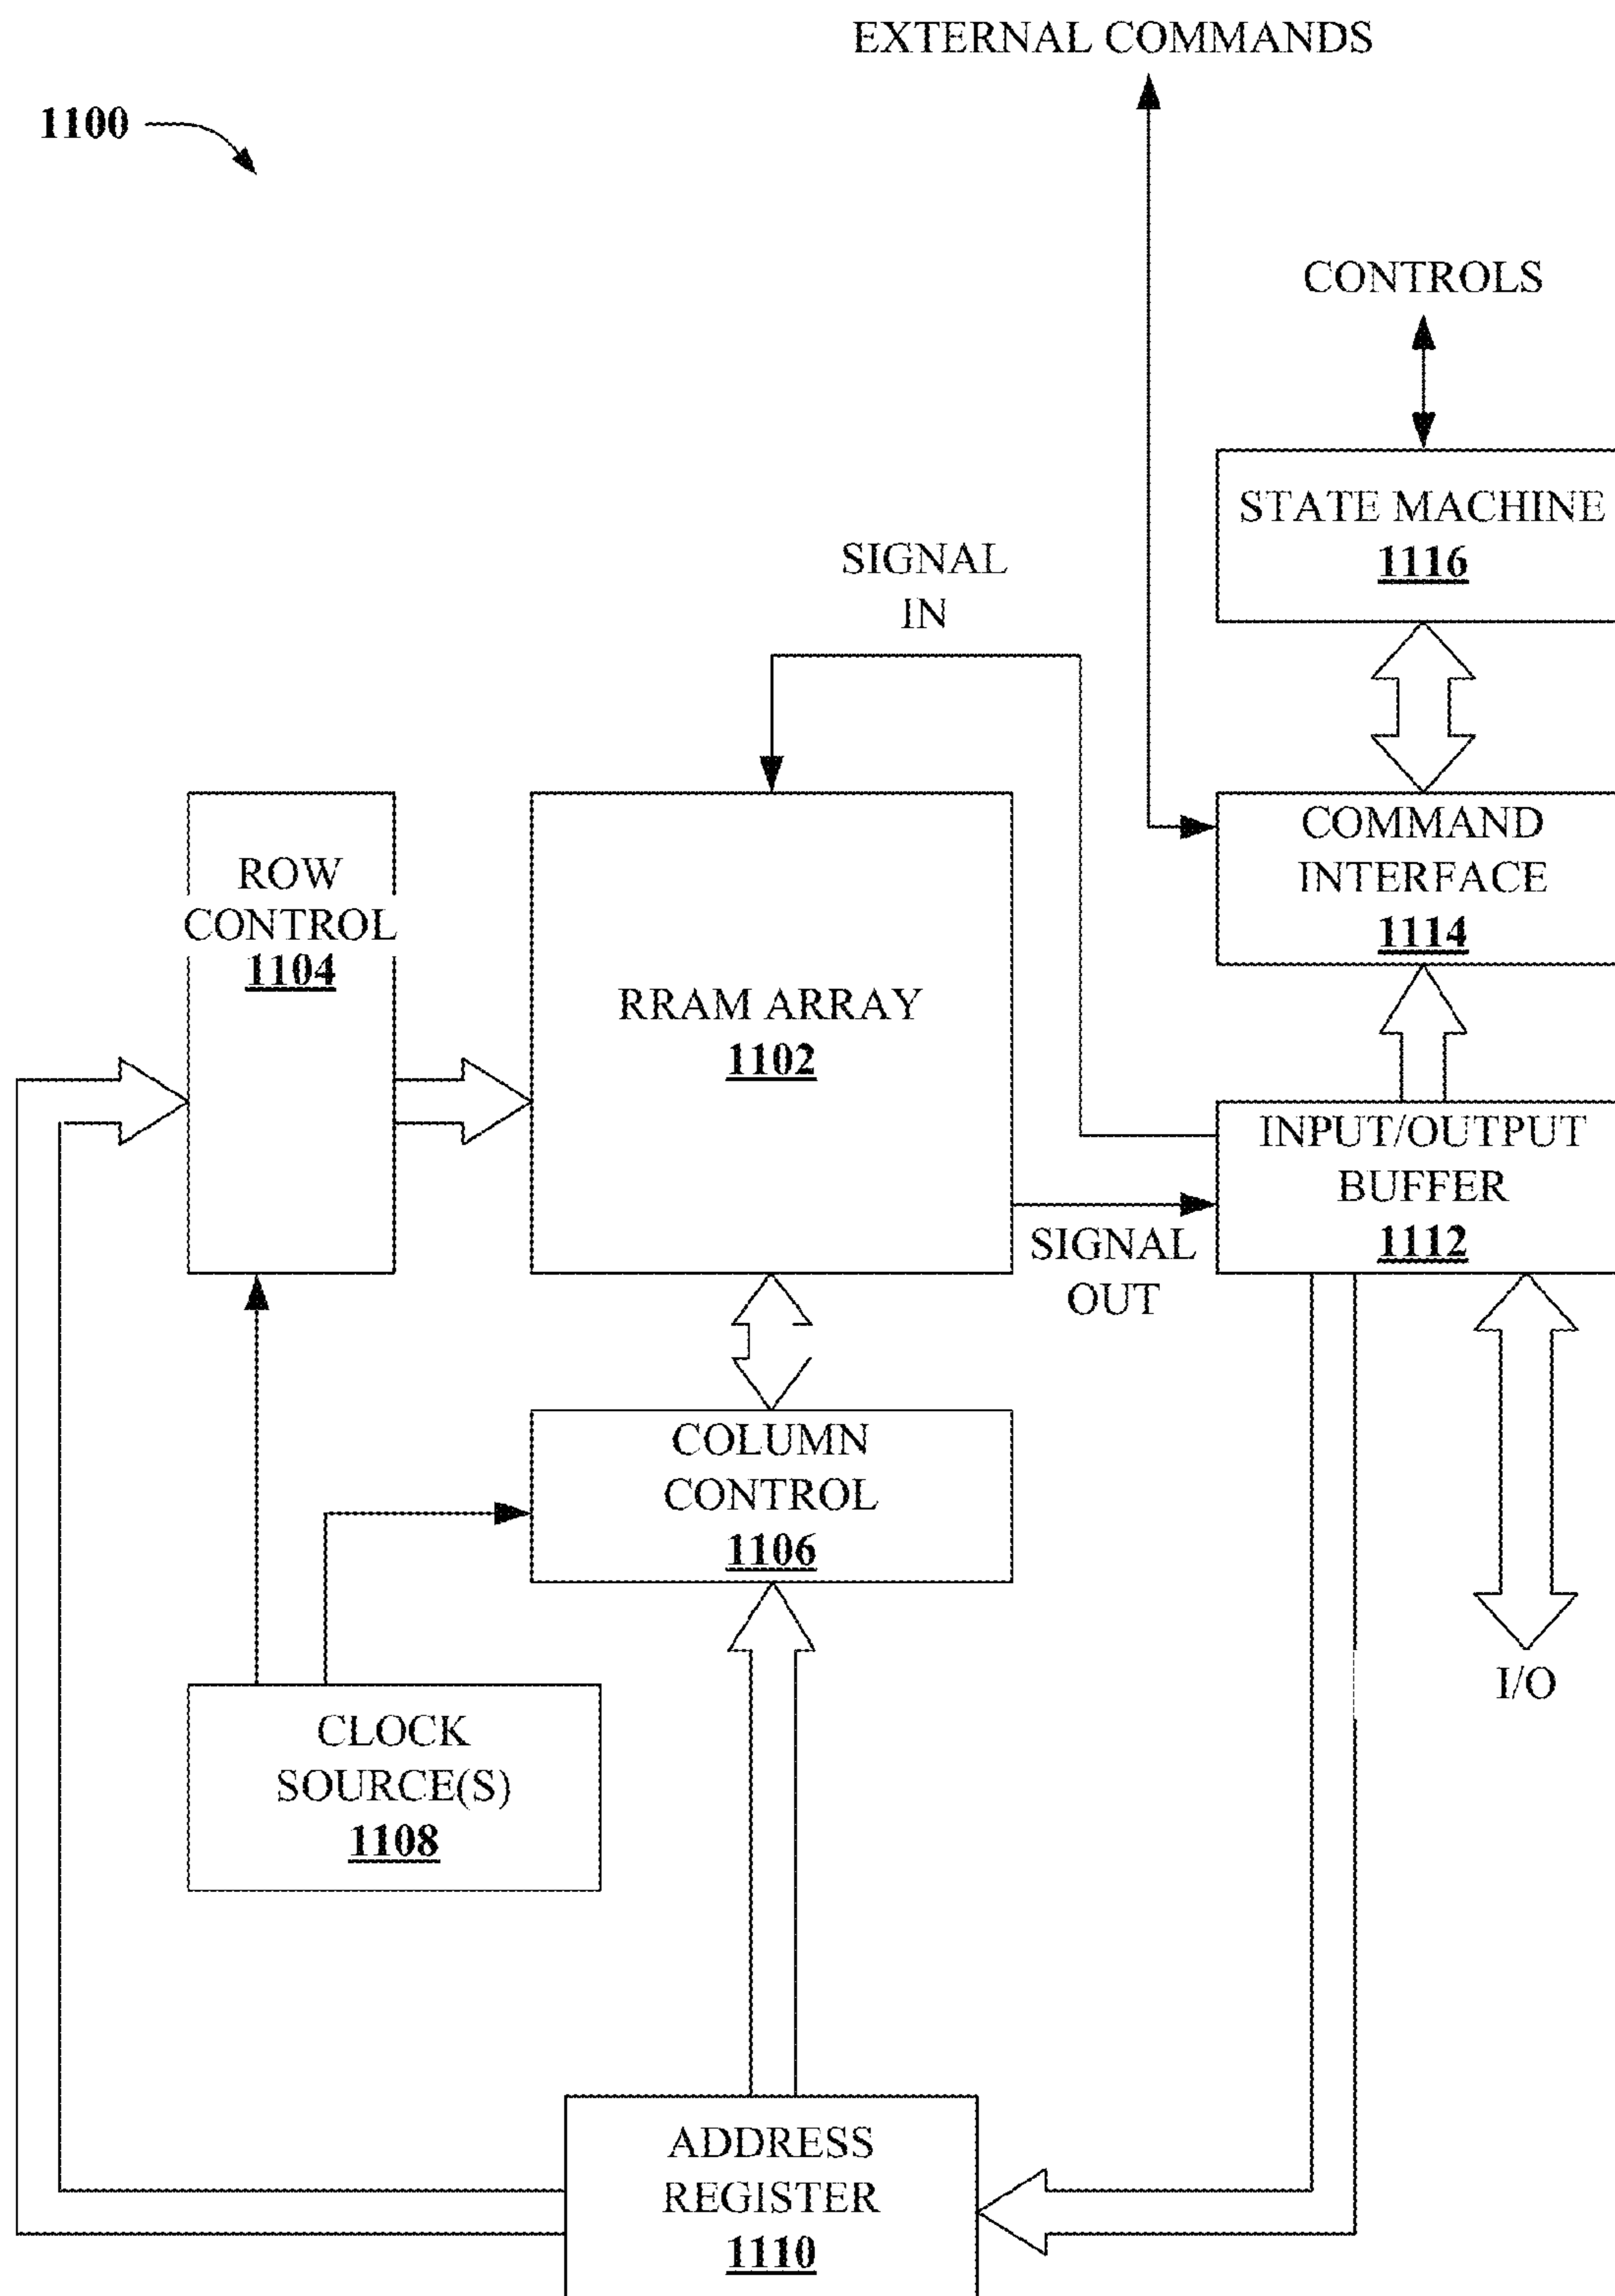 EXTERNAL COMMANDS
1100
CONTROLS
STATE MACHINE
1116
SIGNAL
IN
COMMAND
INTERFACE
1114
ROW
CONTROL
1104
RRAM ARRAY
1102
INPUT/OUTPUT
BUFFER
1112
SIGNAL
OUT
COLUMN
CONTROL
1106
I/O
CLOCK
SOURCE(S)
1108
ADDRESS
REGISTER
1110